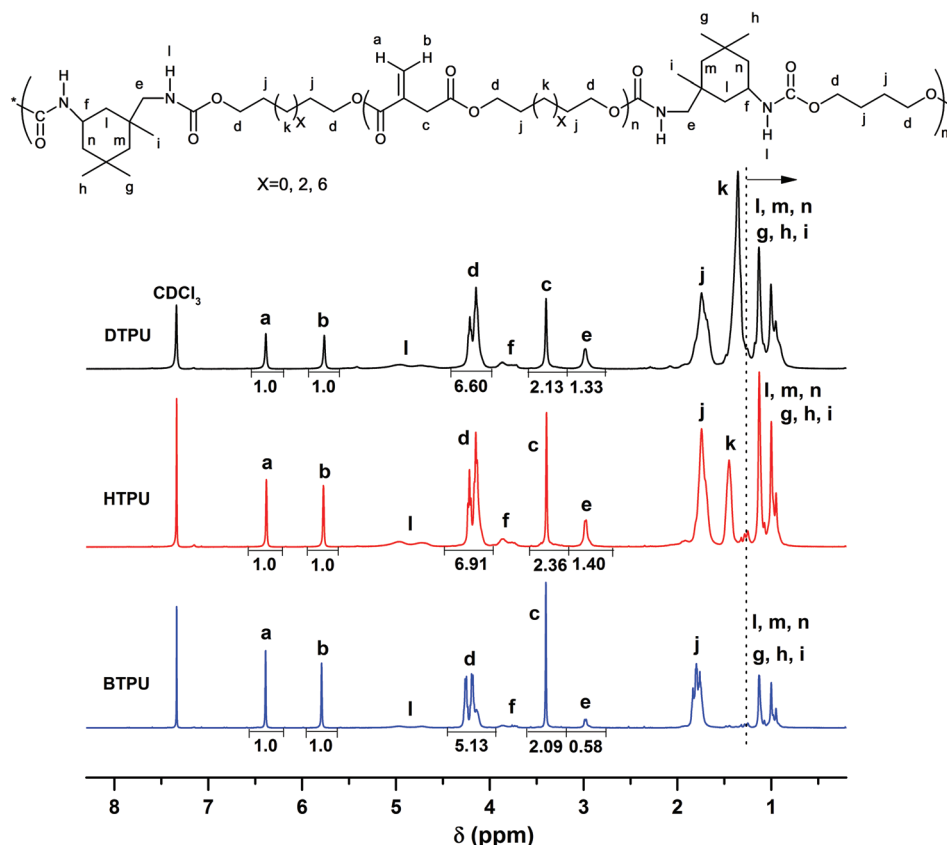 a b g h
l H H H
H O j j O d k d O i m n O d j
* N e N O X O O O X O n N l N O O n
O f l H O d k d O c O j j H f H O j d
n m i e l
h g
X=0, 2, 6
k l, m, n
g, h, i
d j
CDCl3
DTPU a b l f c e
1.0 1.0 6.60 2.13 1.33
l, m, n
g, h, i
HTPU a b l d f c e j k
1.0 1.0 6.91 2.36 1.40
l, m, n
g, h, i
BTPU a b l d f c e j
1.0 1.0 5.13 2.09 0.58
8 7 6 5 4 3 2 1
δ (ppm)